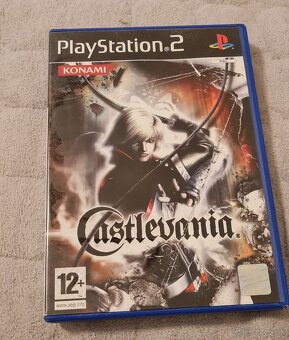 PlayStation®2
KONAMI
Castlevania
12+
www.pegi.info